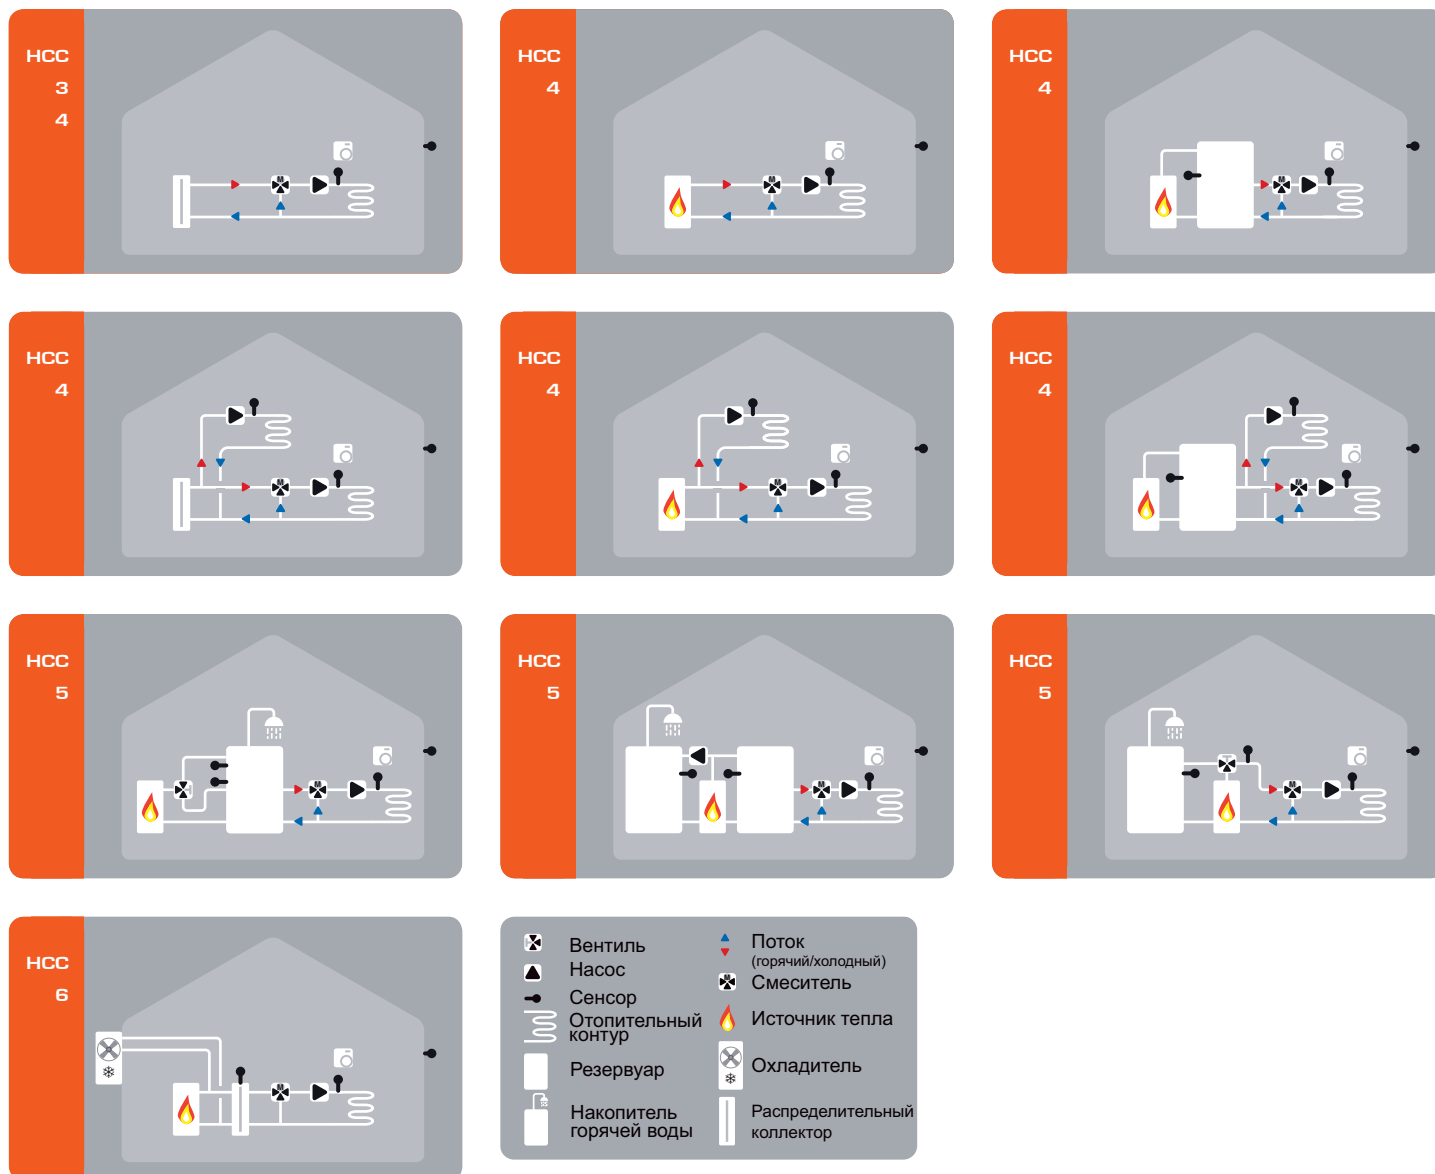 HCC
3
4
HCC
4
HCC
4
HCC
4
HCC
4
HCC
4
HCC
5
HCC
5
HCC
5
HCC
6
Вентиль
Насос
Сенсор
Отопительный
контур
Резервуар
Накопитель
горячей воды
Поток
(горячий/холодный)
Смеситель
Источник тепла
Охладитель
Распределительный
коллектор